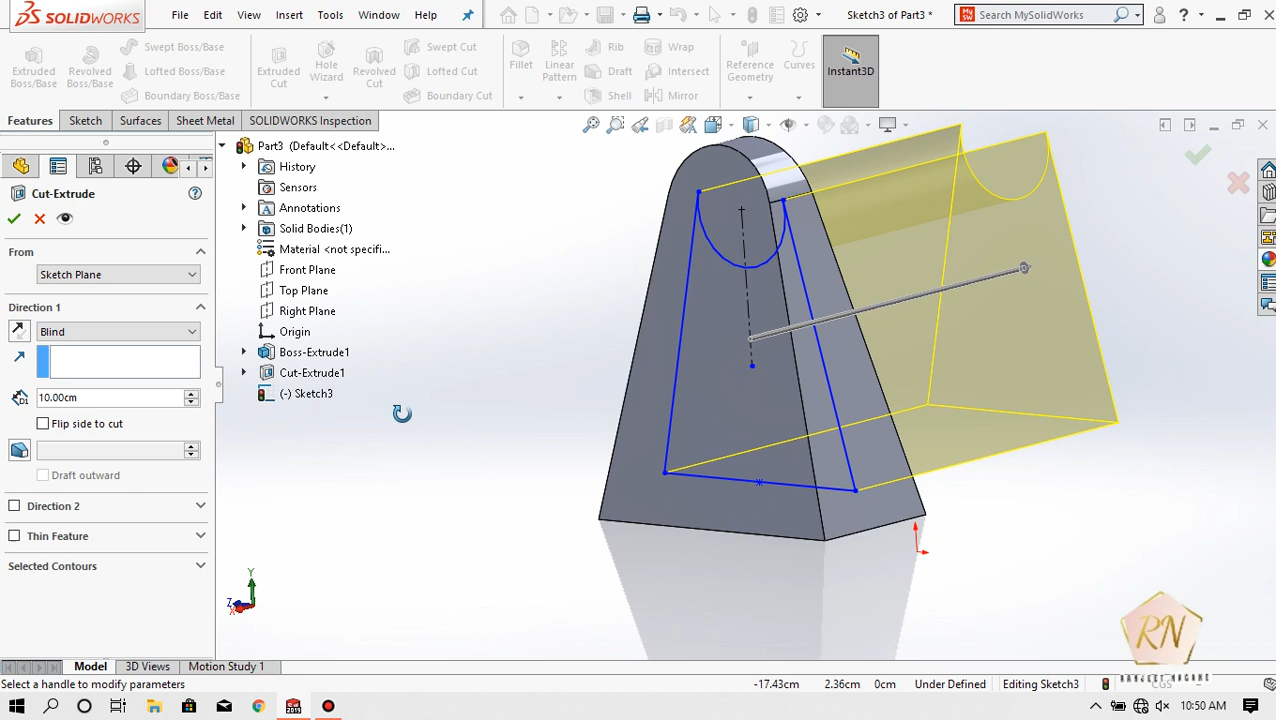 SOLIDWORKS File Edit View Insert Tools Window Help Sketch3 of Part3 * Search MySolidWorks
Extruded Boss/Base
Revolved Boss/Base
Swept Boss/Base
Lofted Boss/Base
Boundary Boss/Base
Extruded Cut
Hole Wizard
Revolved Cut
Swept Cut
Lofted Cut
Boundary Cut
Fillet
Linear Pattern
Rib
Draft
Shell
Wrap
Intersect
Mirror
Reference Geometry
Curves
Instant3D
Features Sketch Surfaces Sheet Metal SOLIDWORKS Inspection
Cut-Extrude
From
Sketch Plane
Direction 1
Blind
10.00cm
Flip side to cut
Draft outward
Direction 2
Thin Feature
Selected Contours
Part3 (Default<<Default>...
History
Sensors
Annotations
Solid Bodies(1)
Material <not specifi...
Front Plane
Top Plane
Right Plane
Origin
Boss-Extrude1
Cut-Extrude1
(-) Sketch3
Y
Z
X
RN
Model 3D Views Motion Study 1
Select a handle to modify parameters -17.43cm 2.36cm 0cm Under Defined Editing Sketch3 CGS
10:50 AM